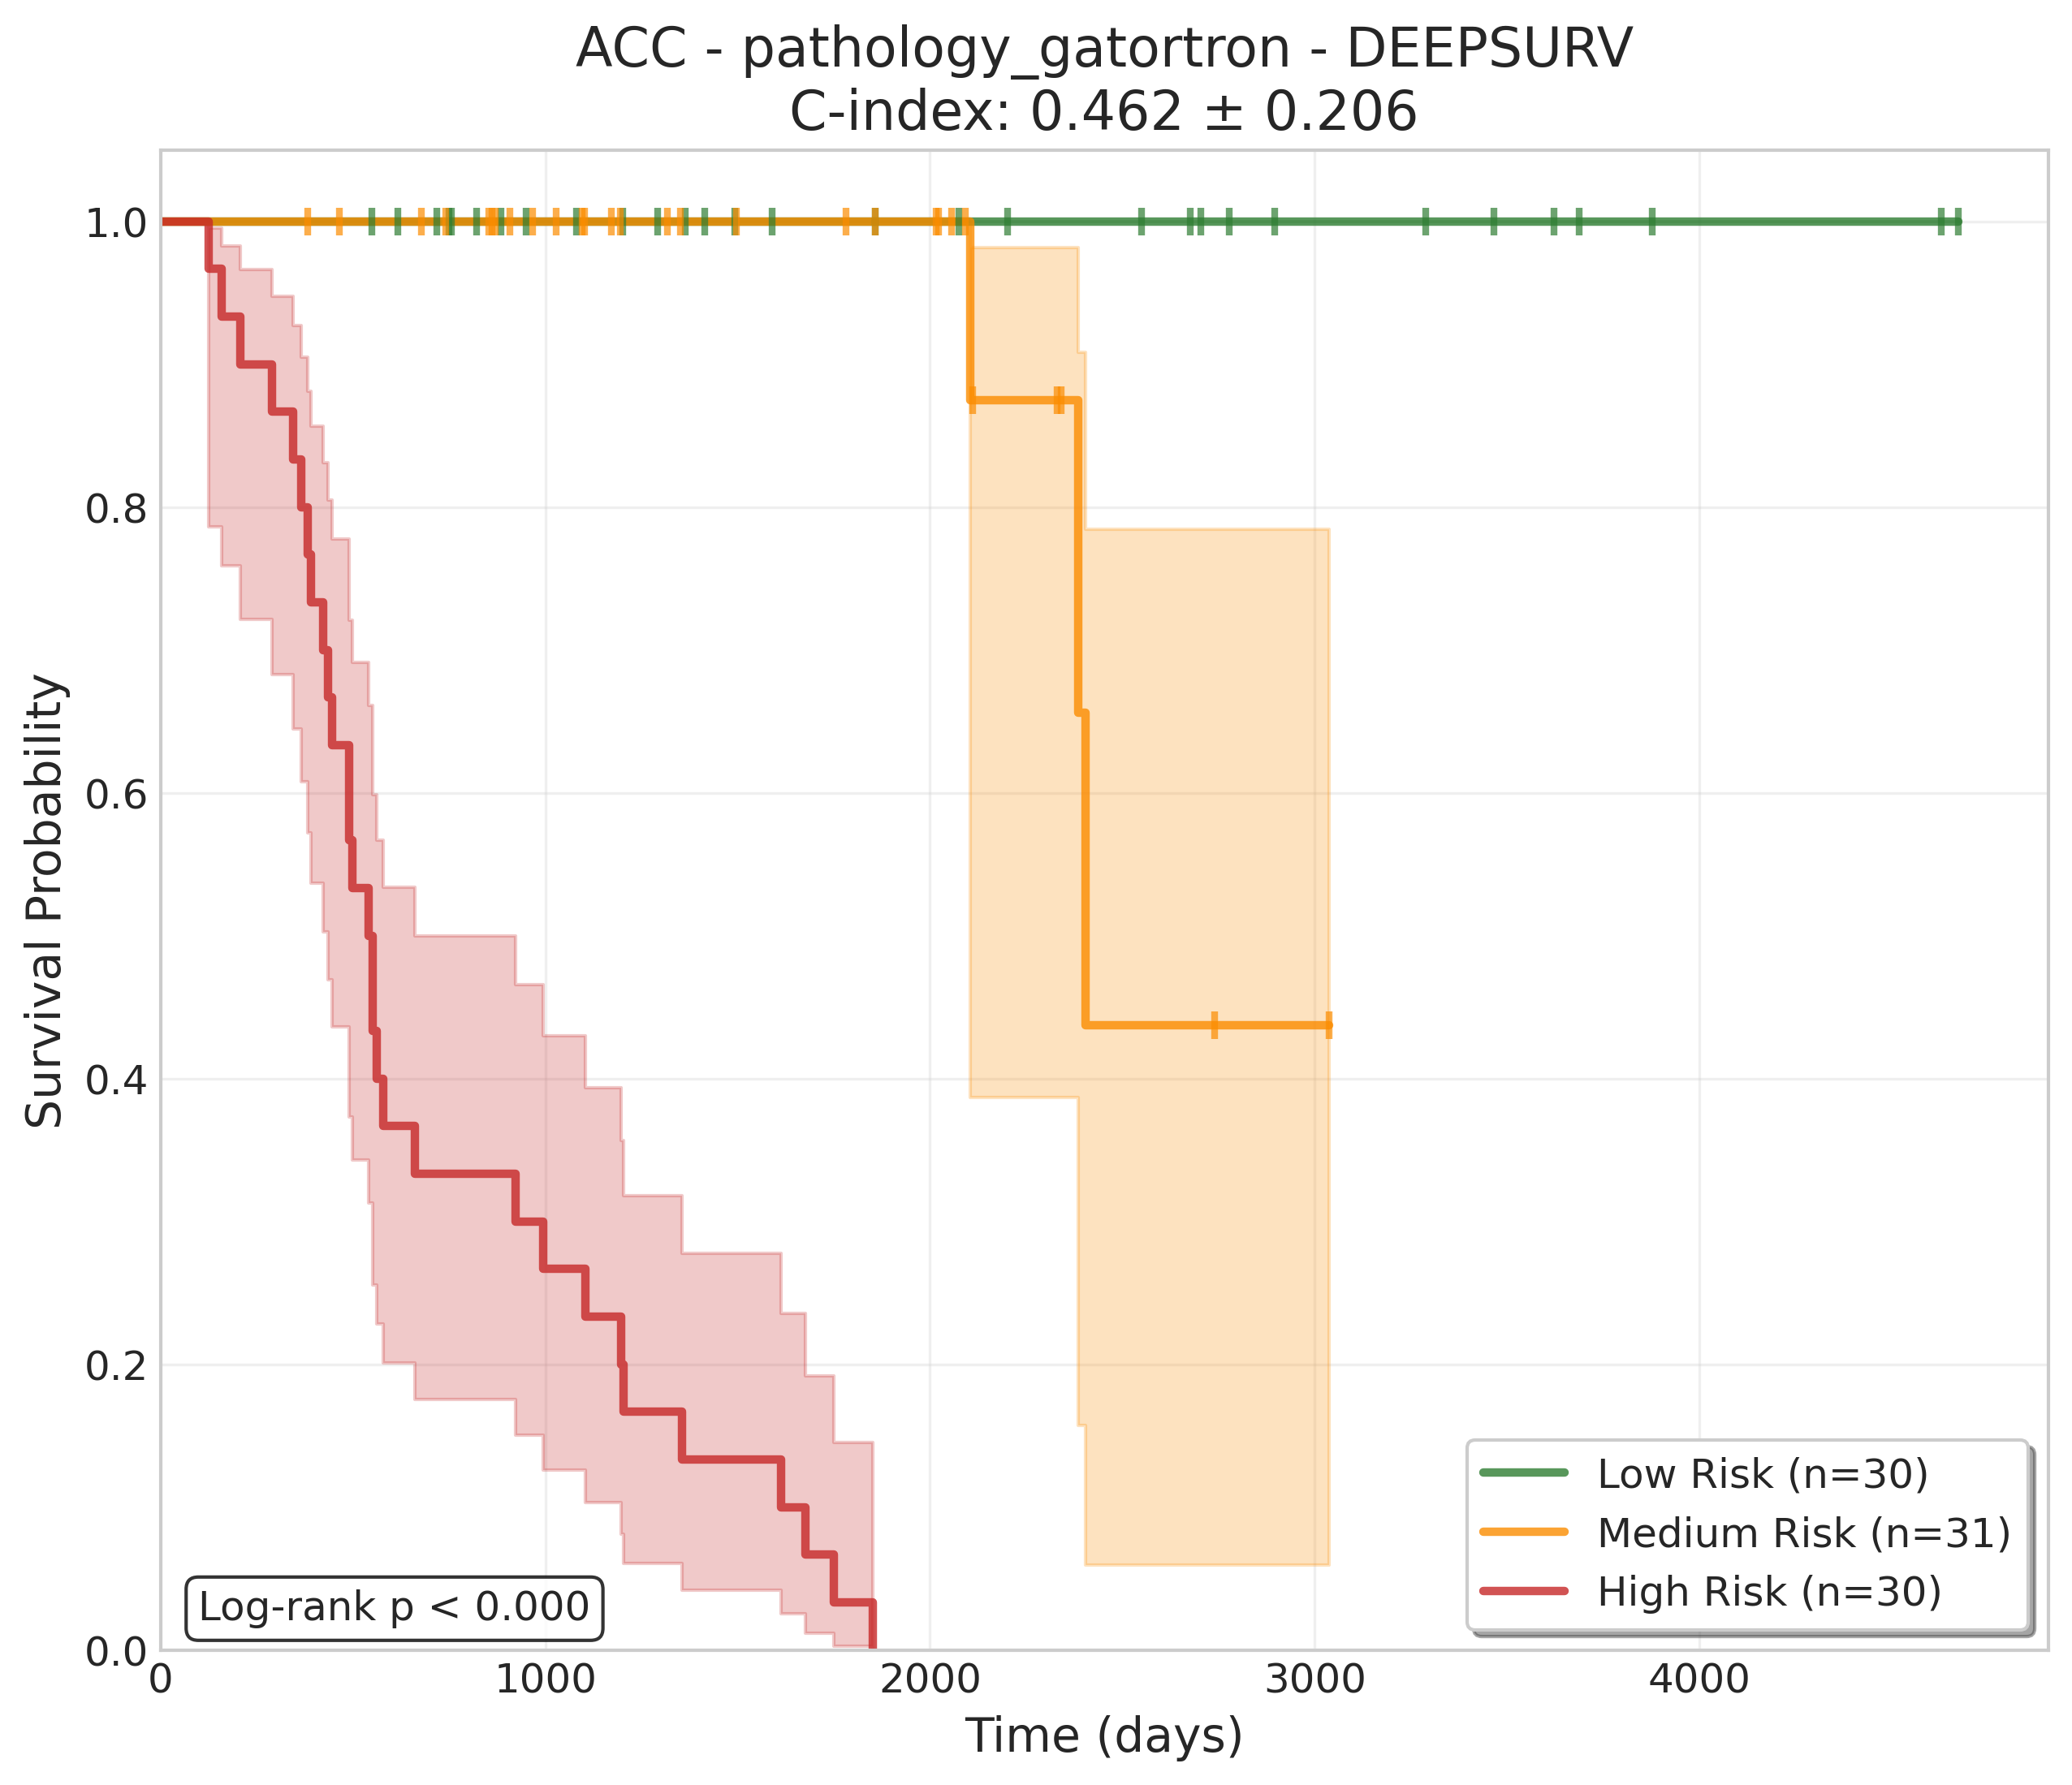 ACC - pathology_gatortron - DEEPSURV
C-index: 0.462 ± 0.206
Survival Probability
1.0
0.8
0.6
0.4
0.2
0.0
0
1000
2000
3000
4000
Time (days)
Log-rank p < 0.000
Low Risk (n=30)
Medium Risk (n=31)
High Risk (n=30)